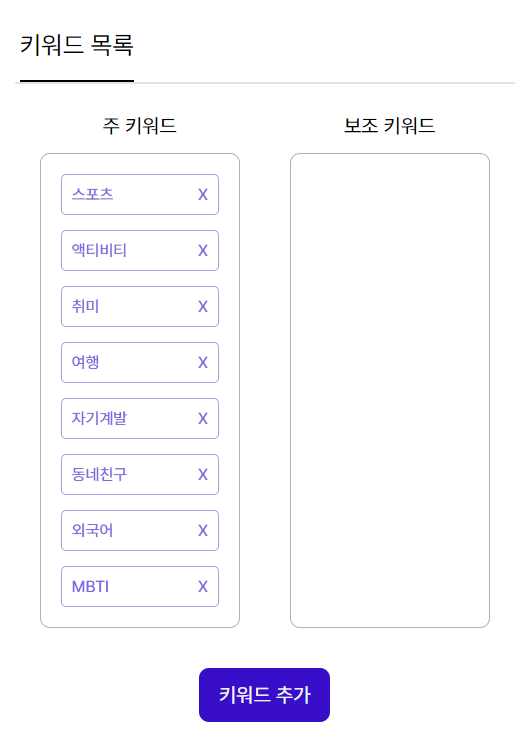 키워드 목록
주 키워드
보조 키워드
스포츠 X
액티비티 X
취미 X
여행 X
자기계발 X
동네친구 X
외국어 X
MBTI X
키워드 추가